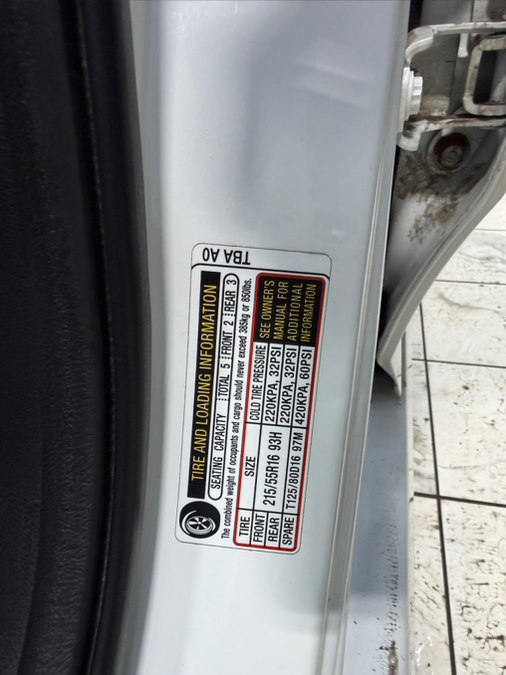 TBA A0
TIRE AND LOADING INFORMATION
SEATING CAPACITY TOTAL 5 FRONT 2 REAR 3
The combined weight of occupants and cargo should never exceed 385kg or 850lbs.
TIRE SIZE COLD TIRE PRESSURE SEE OWNER'S MANUAL FOR ADDITIONAL INFORMATION
FRONT 215/55R16 93H 220KPA, 32PSI
REAR 220KPA, 32PSI
SPARE T125/80D16 97M 420KPA, 60PSI